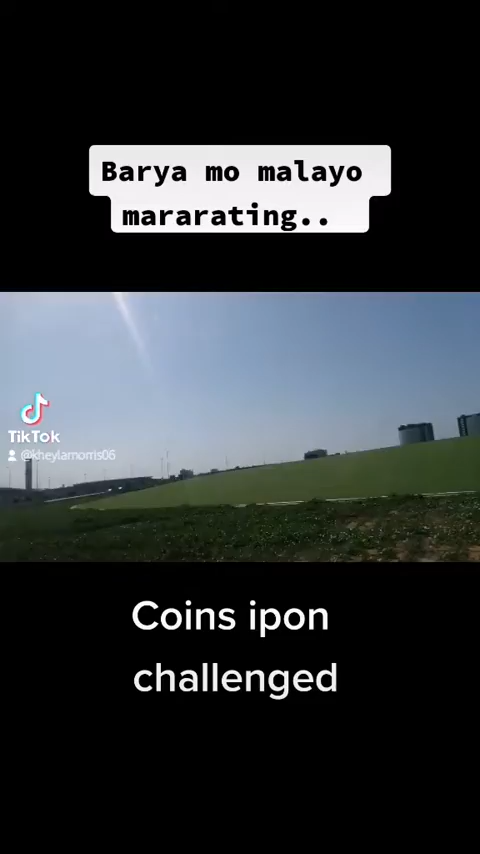 Barya mo malayo
mararating..
TikTok
@kheylamorris06
Coins ipon
challenged